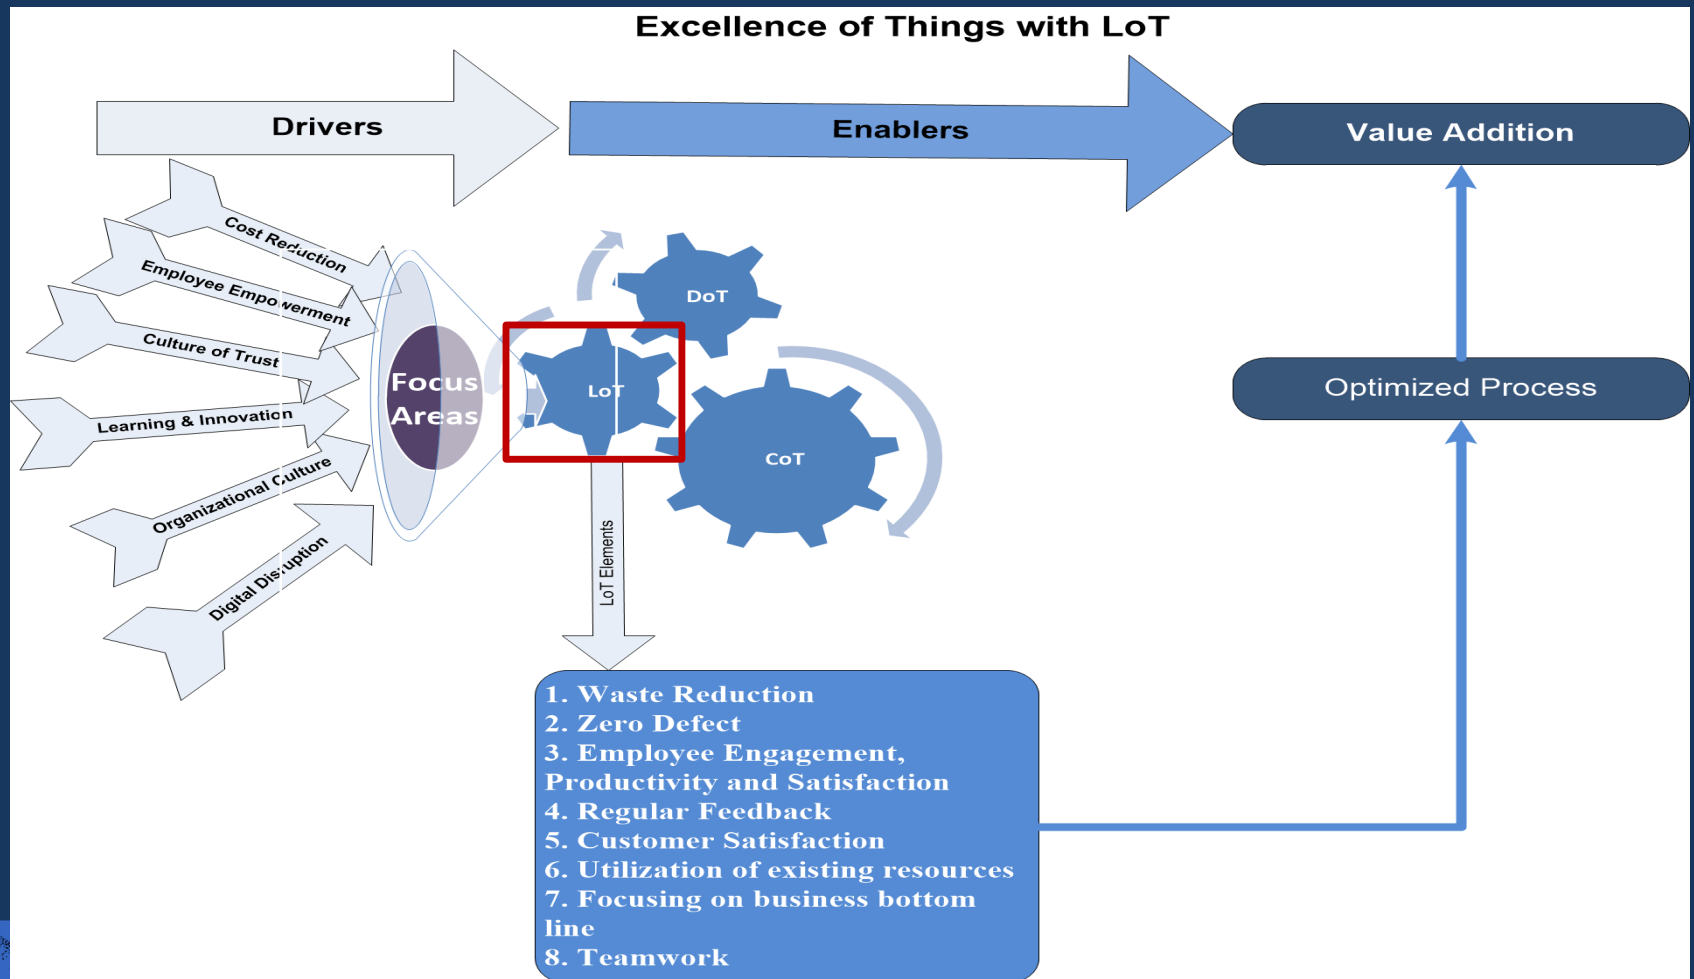 Excellence of Things with LoT
Drivers
Enablers
Value Addition
Cost Reduction
Employee Empowerment
Culture of Trust
Learning & Innovation
Organizational Culture
Digital Disruption
Focus
Areas
DoT
LoT
CoT
Optimized Process
LoT Elements
1. Waste Reduction
2. Zero Defect
3. Employee Engagement,
Productivity and Satisfaction
4. Regular Feedback
5. Customer Satisfaction
6. Utilization of existing resources
7. Focusing on business bottom
line
8. Teamwork